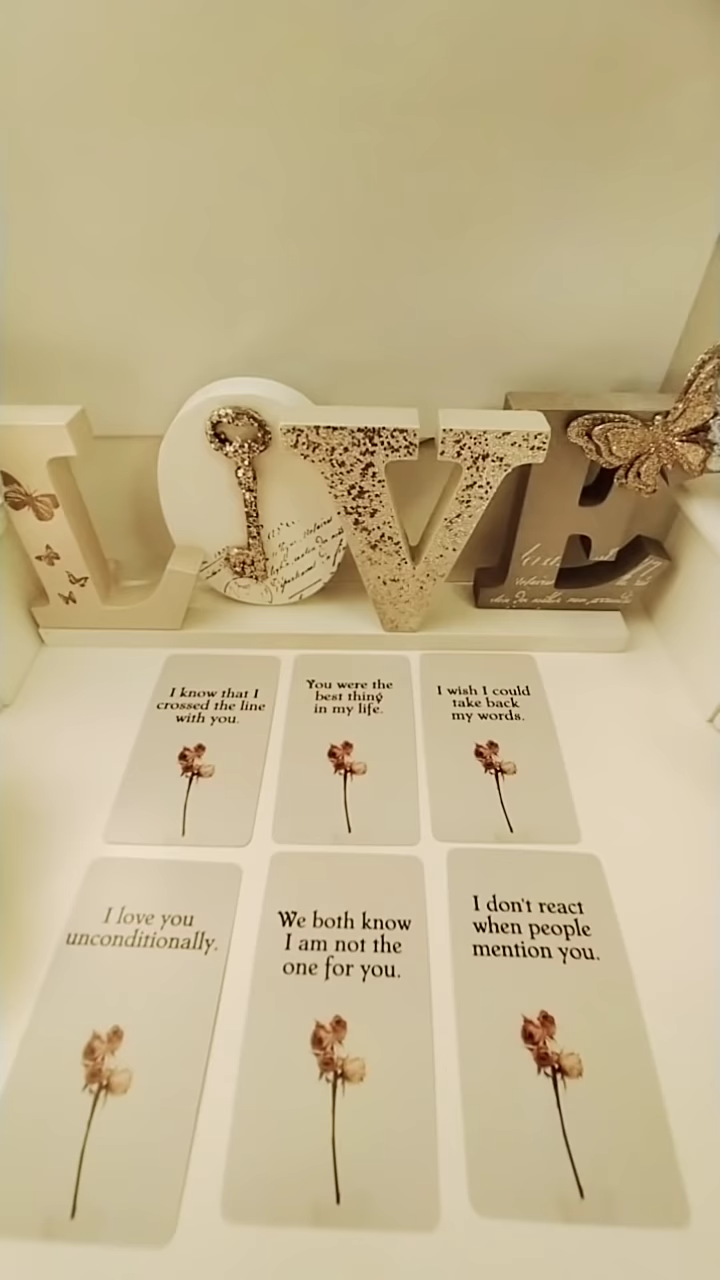 LOVE
I know that I
crossed the line
with you.
You were the
best thing
in my life.
I wish I could
take back
my words.
I love you
unconditionally.
We both know
I am not the
one for you.
I don't react
when people
mention you.